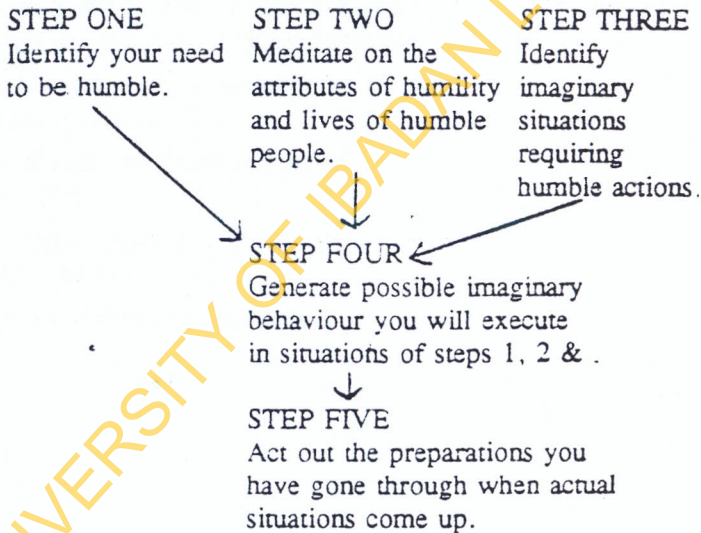 STEP ONE
Identify your need
to be humble.
STEP TWO
Meditate on the
attributes of humility
and lives of humble
people.
STEP THREE
Identify
imaginary
situations
requiring
humble actions.
STEP FOUR
Generate possible imaginary
behaviour you will execute
in situations of steps 1, 2 & .
STEP FIVE
Act out the preparations you
have gone through when actual
situations come up.
UNIVERSITY OF IBADAN L